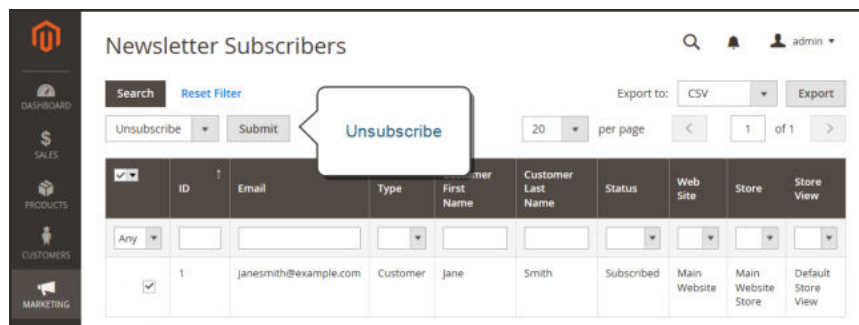 Newsletter Subscribers
admin
Search Reset Filter Export to: CSV Export
Unsubscribe Submit Unsubscribe 20 per page 1 of 1
DASHBOARD
SALES
PRODUCTS
CUSTOMERS
MARKETING
ID Email Type First Name Customer Last Name Status Web Site Store Store View
Any
1 janesmith@example.com Customer Jane Smith Subscribed Main Website Main Website Store Default Store View